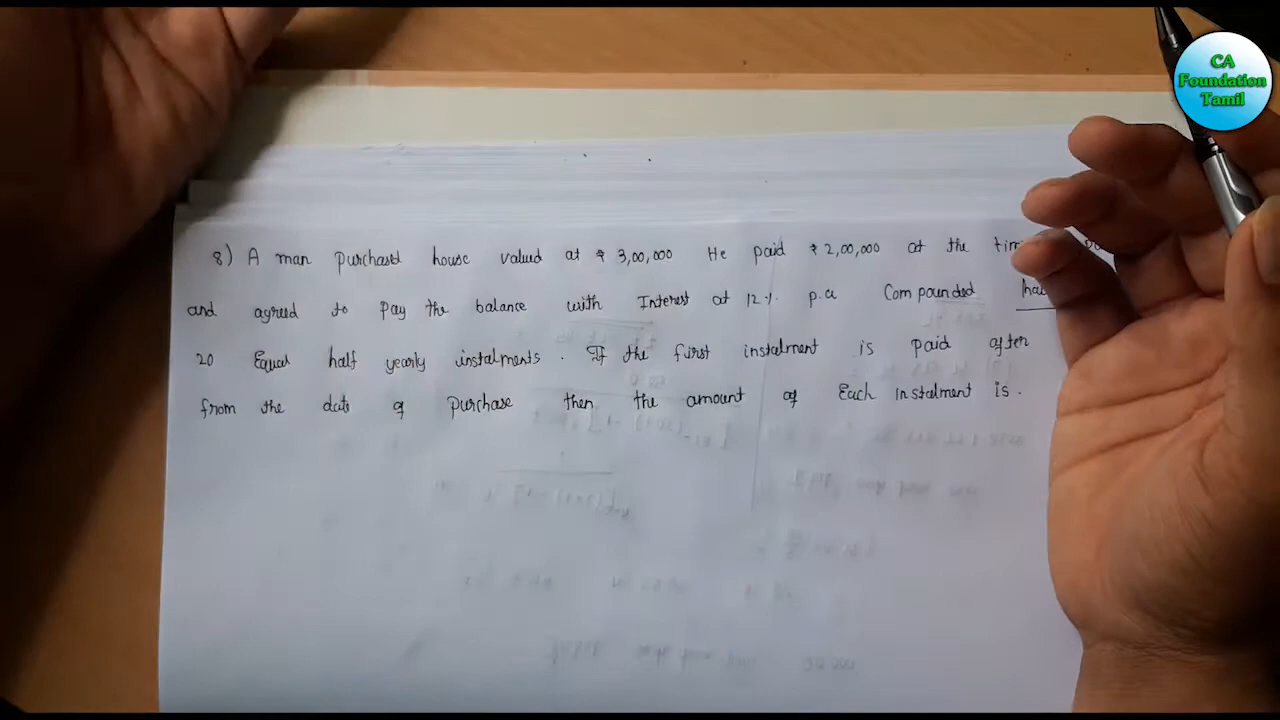 8) A man purchased house valued at ₹ 3,00,000 He paid ₹ 2,00,000 at the
and agreed to pay the balance with Interest at 12% p.a Compounded
20 Equal half yearly instalments. If the first instalment is paid after
from the date of purchase then the amount of Each instalment is.
CA
Foundation
Tamil